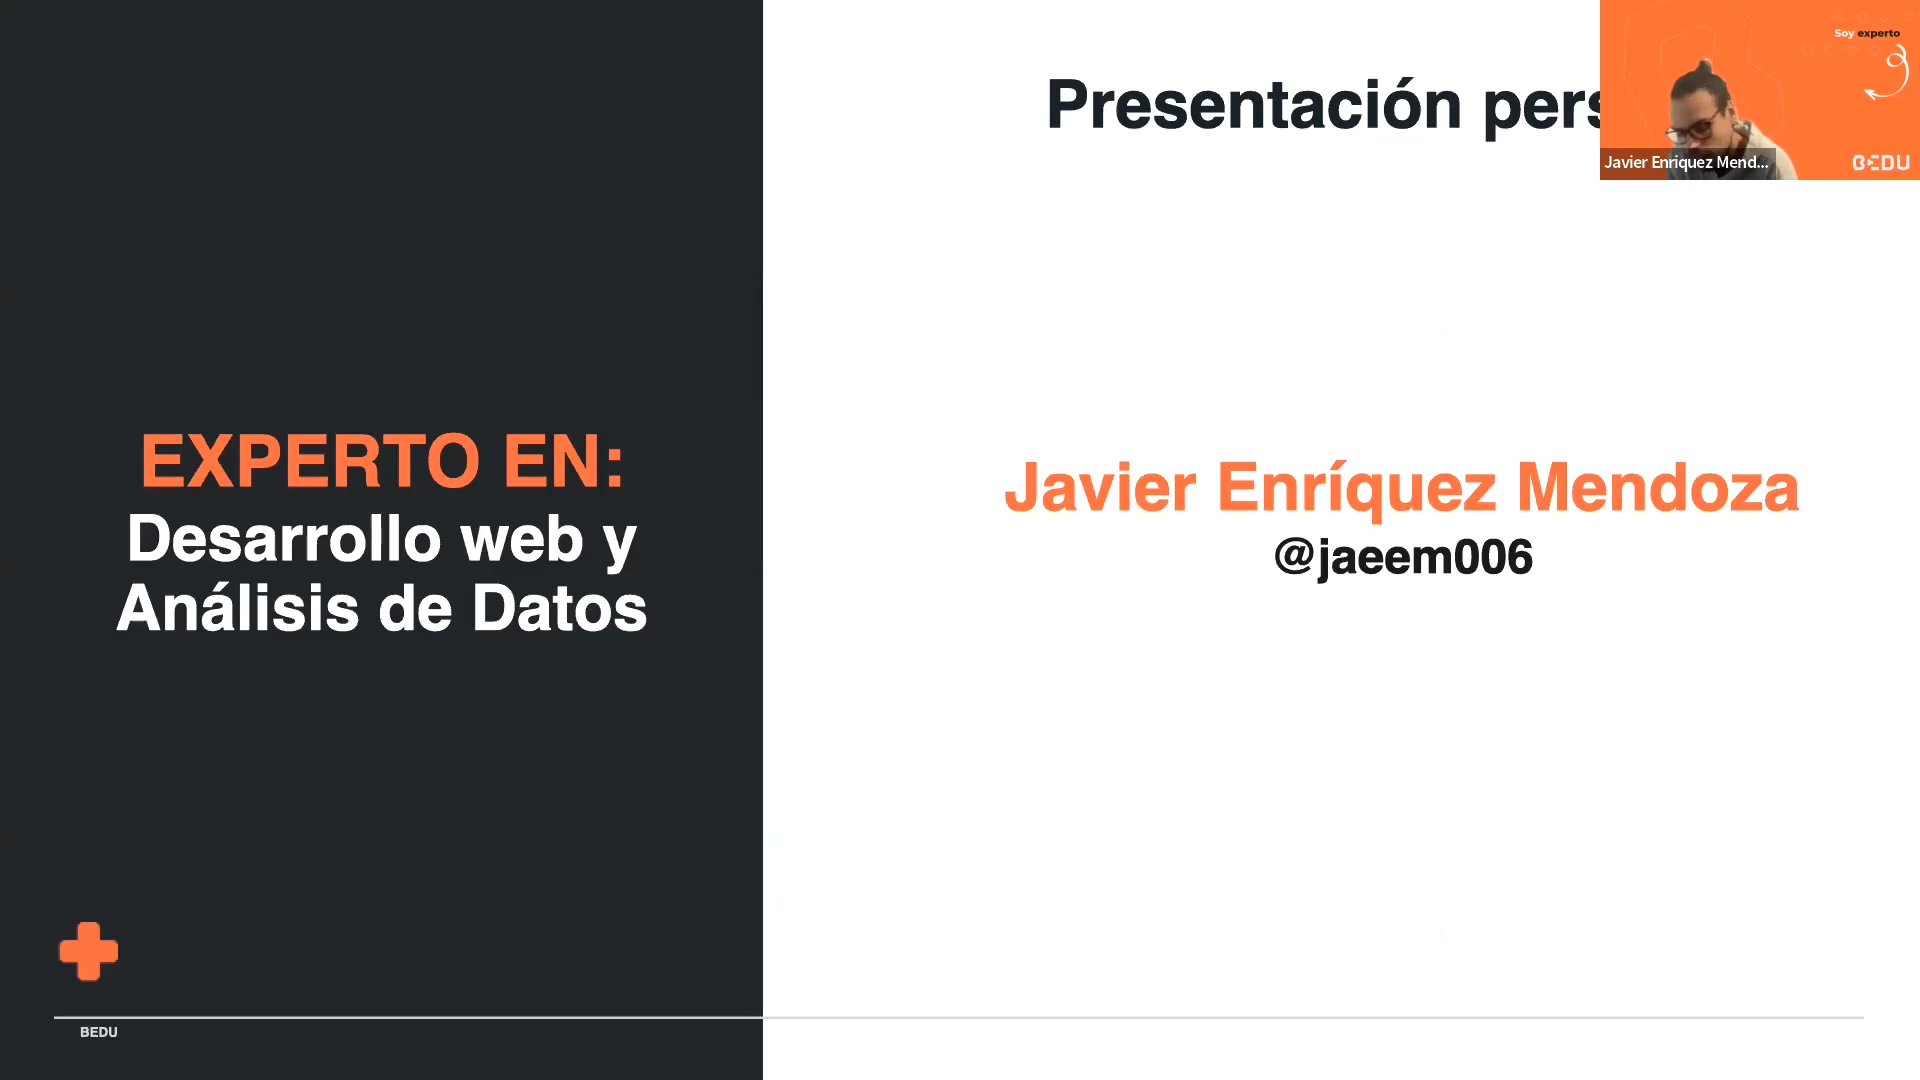 Presentación pers
Soy experto
Javier Enriquez Mend...
BEDU
EXPERTO EN:
Desarrollo web y
Análisis de Datos
Javier Enríquez Mendoza
@jaeem006
BEDU